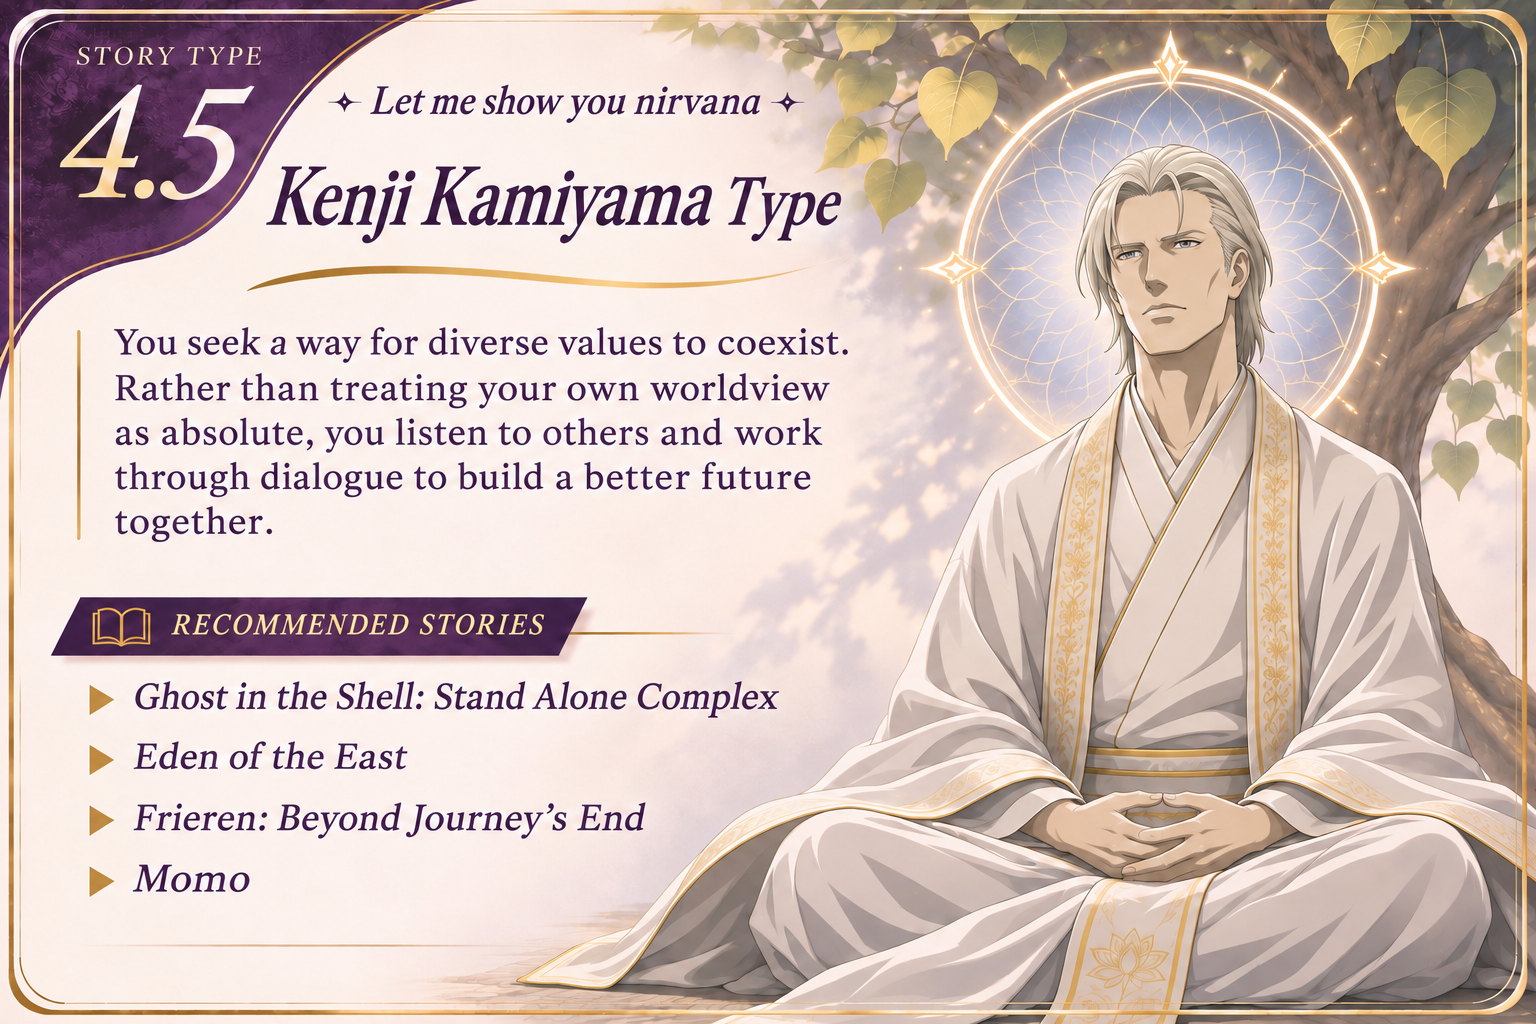 STORY TYPE
4.5
Let me show you nirvana
Kenji Kamiyama Type
You seek a way for diverse values to coexist.
Rather than treating your own worldview
as absolute, you listen to others and work
through dialogue to build a better future
together.
RECOMMENDED STORIES
Ghost in the Shell: Stand Alone Complex
Eden of the East
Frieren: Beyond Journey’s End
Momo